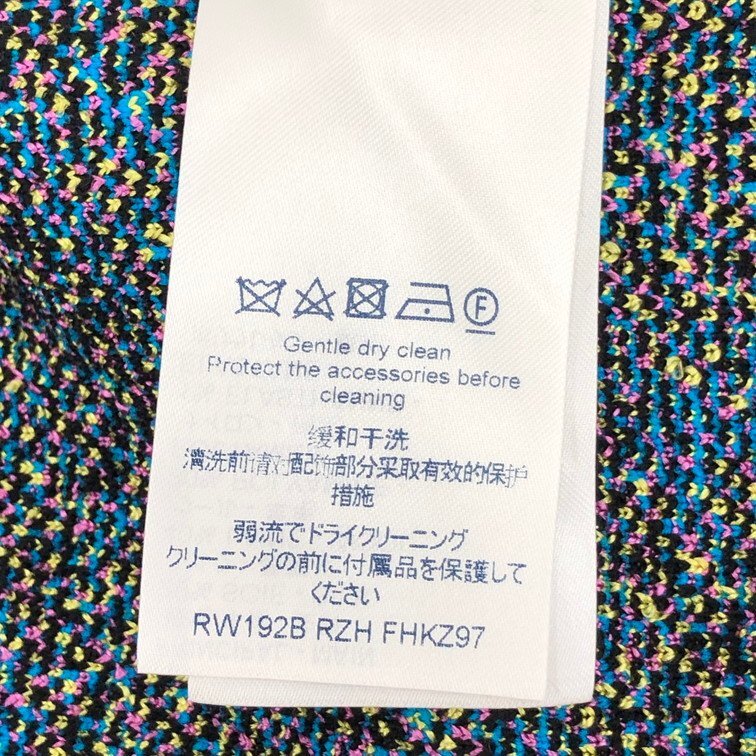 F
Gentle dry clean
Protect the accessories before
cleaning
缓和干洗
清洗前请对配饰部分采取有效的保护
措施
弱流でドライクリーニング
クリーニングの前に付属品を保護して
ください
RW192B RZH FHKZ97